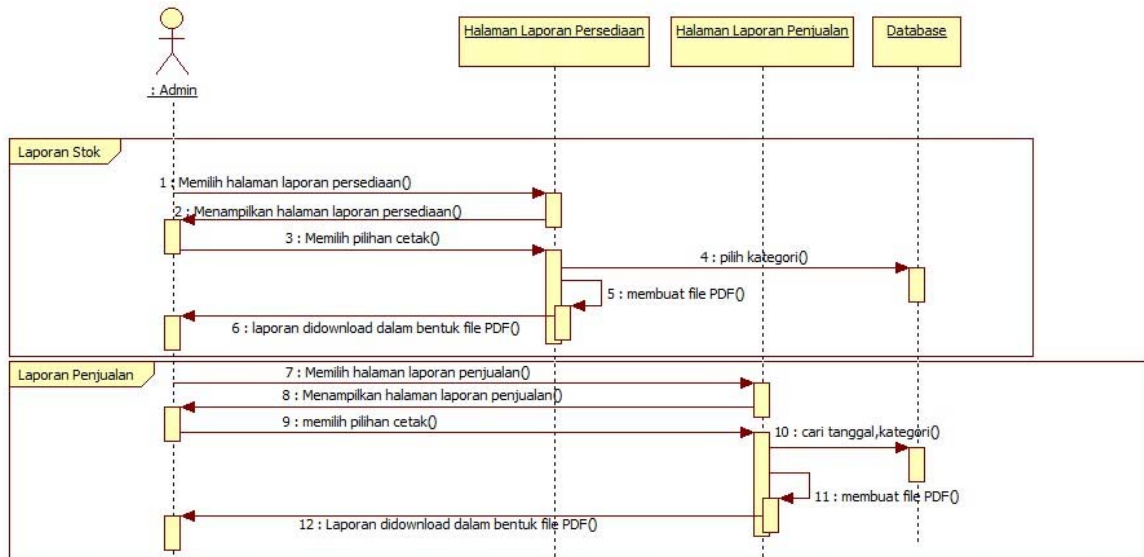 Halaman Laporan Persediaan
Halaman Laporan Penjualan
Database
: Admin
Laporan Stok
1 : Memilih halaman laporan persediaan()
2 : Menampilkan halaman laporan persediaan()
3 : Memilih pilihan cetak()
4 : pilih kategori()
5 : membuat file PDF()
6 : laporan didownload dalam bentuk file PDF()
Laporan Penjualan
7 : Memilih halaman laporan penjualan()
8 : Menampilkan halaman laporan penjualan()
9 : memilih pilihan cetak()
10 : cari tanggal,kategori()
11 : membuat file PDF()
12 : Laporan didownload dalam bentuk file PDF()